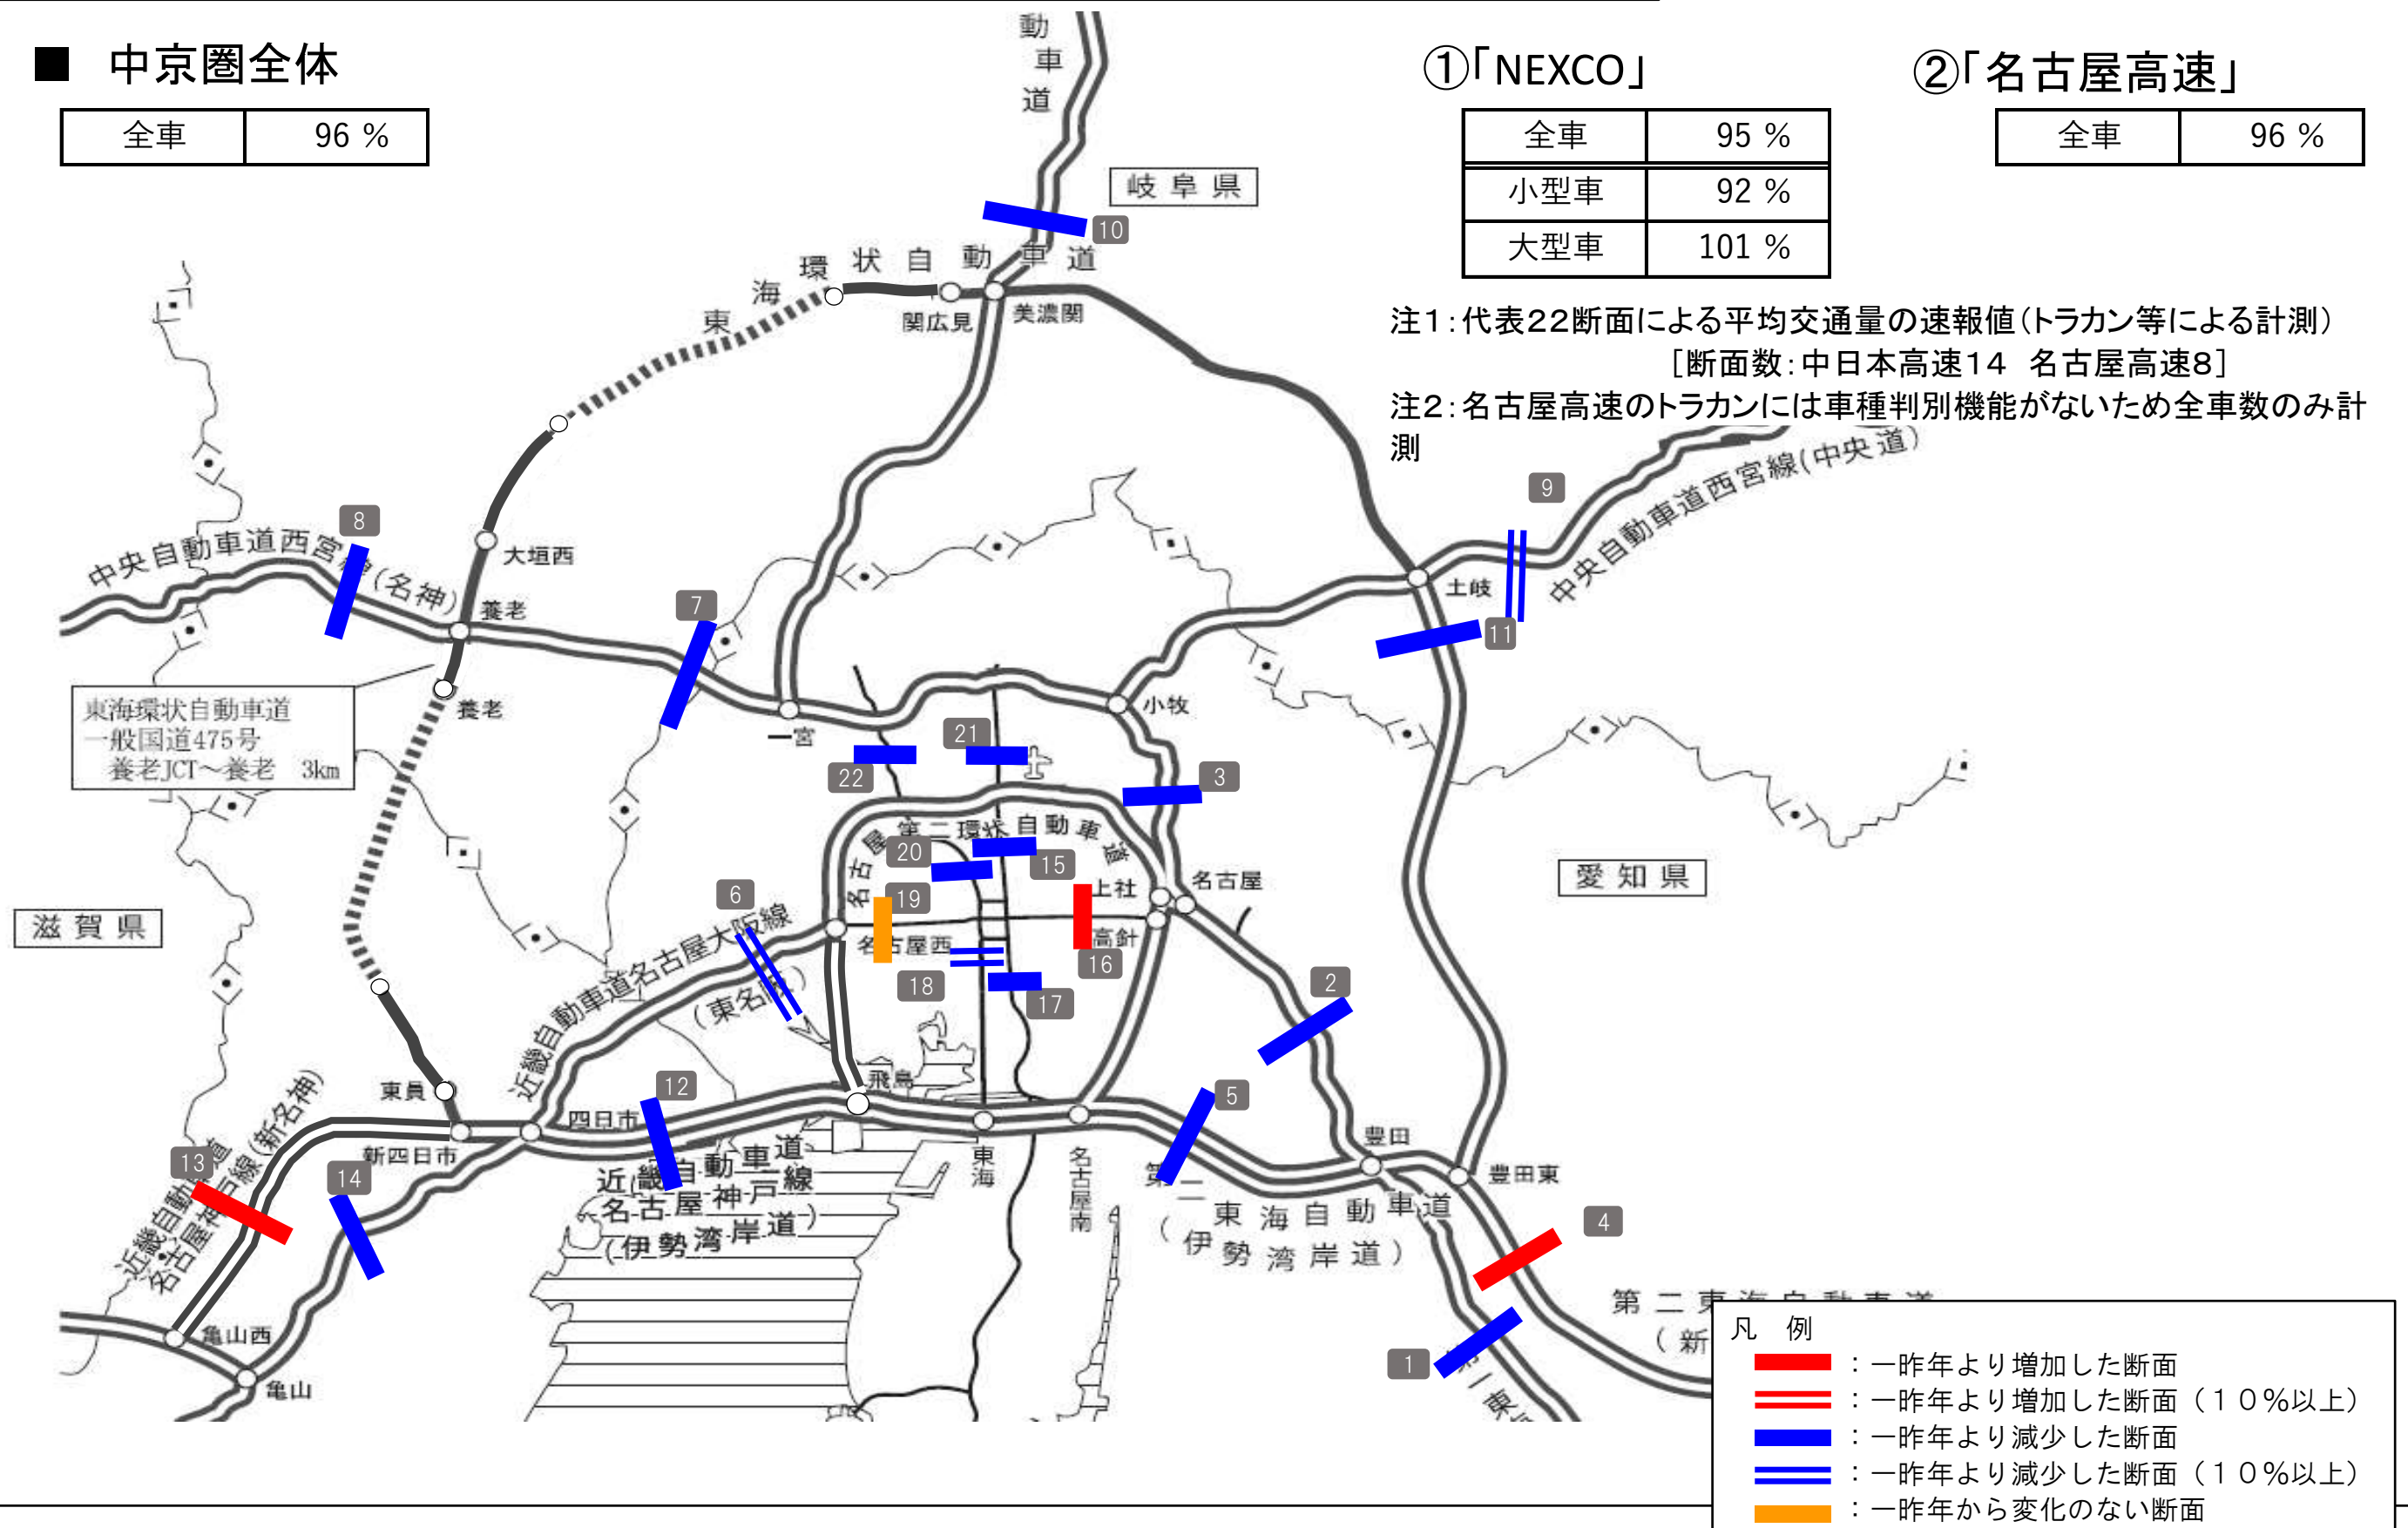 ■ 中京圏全体
全車 96 %
①「NEXCO」
全車 95 %
小型車 92 %
大型車 101 %
②「名古屋高速」
全車 96 %
注1：代表22断面による平均交通量の速報値（トラカン等による計測）
［断面数：中日本高速14 名古屋高速8］
注2：名古屋高速のトラカンには車種判別機能がないため全車数のみ計
測
動車道
岐阜県
10
東海環状自動車道
関広見
美濃関
9
中央自動車道西宮線(中央道)
8
中央自動車道西宮線(名神)
大垣西
養老
7
土岐
11
東海環状自動車道
一般国道475号
養老JCT～養老 3km
養老
一宮
小牧
21
22
3
名古屋第二環状自動車道
20
15
19
上社
名古屋
愛知県
滋賀県
6
近畿自動車道名古屋大阪線
(東名阪)
名古屋西
高針
16
18
17
2
東員
12
飛島
5
四日市
新四日市
近畿自動車道
名古屋神戸線
(伊勢湾岸道)
東海
名古屋南
豊田
豊田東
13
14
近畿自動車道
名古屋神戸線(新名神)
第二東海自動車道
(伊勢湾岸道)
4
亀山西
亀山
1
第二東海自動車道
(新
第一東
凡 例
：一昨年より増加した断面
：一昨年より増加した断面（１０％以上）
：一昨年より減少した断面
：一昨年より減少した断面（１０％以上）
：一昨年から変化のない断面